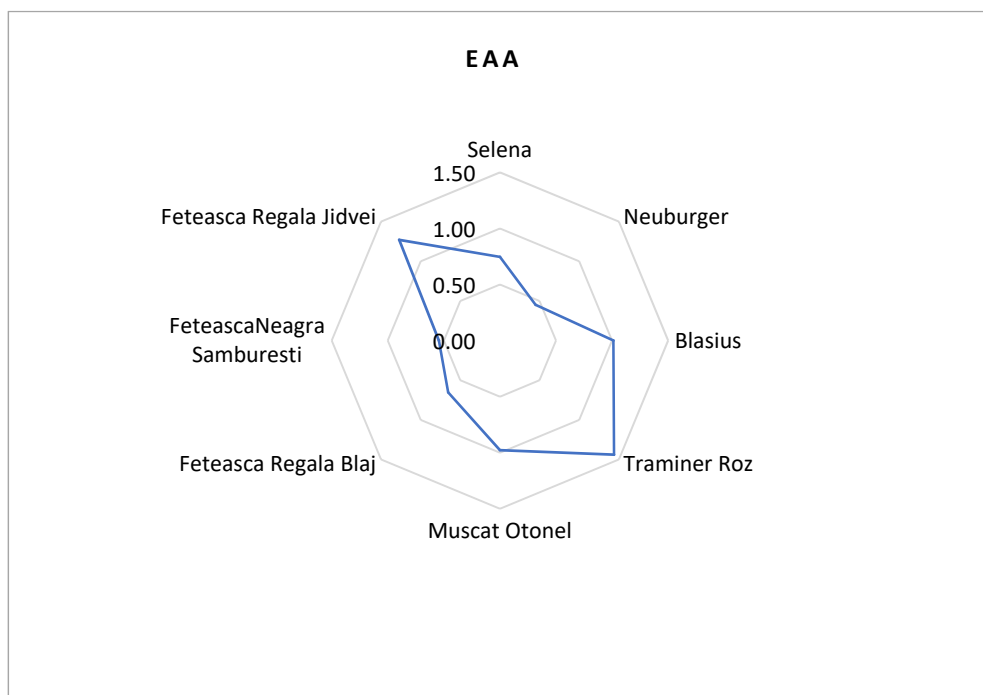 EAA
Selena
1.50
Feteasca Regala Jidvei
Neuburger
1.00
0.50
FeteascaNeagra
Samburesti
0.00
Blasius
Feteasca Regala Blaj
Traminer Roz
Muscat Otonel